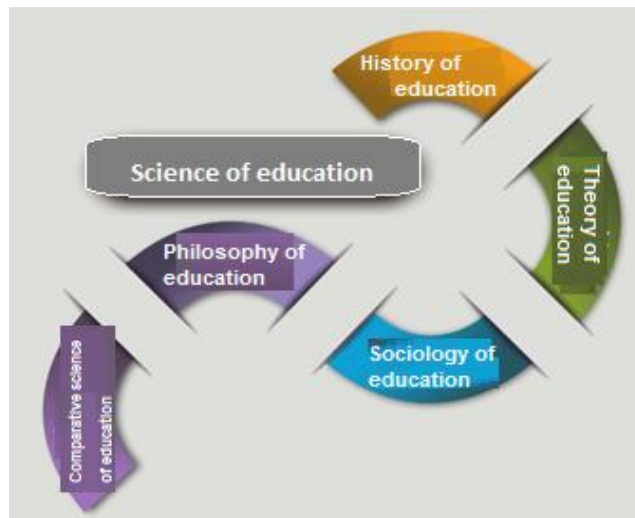 History of
education
Theory of
education
Science of education
Philosophy of
education
Sociology of
education
Comparative science
of education